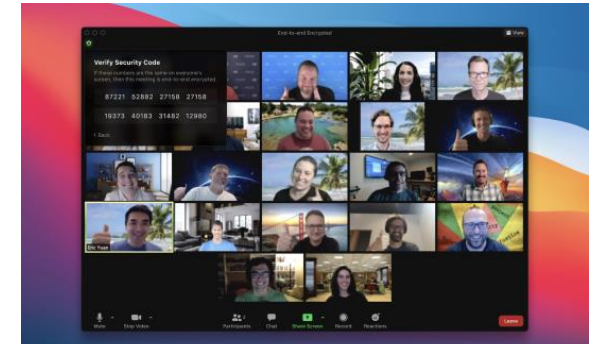 End-to-end Encrypted
View
Verify Security Code
If these numbers are the same on everyone's
screen, then this meeting is end-to-end encrypted.
87221 52882 27158 27158
19373 40183 31482 12980
< Back
Eric Yuan
Mute
Stop Video
Participants
Chat
Share Screen
Record
Reactions
Leave